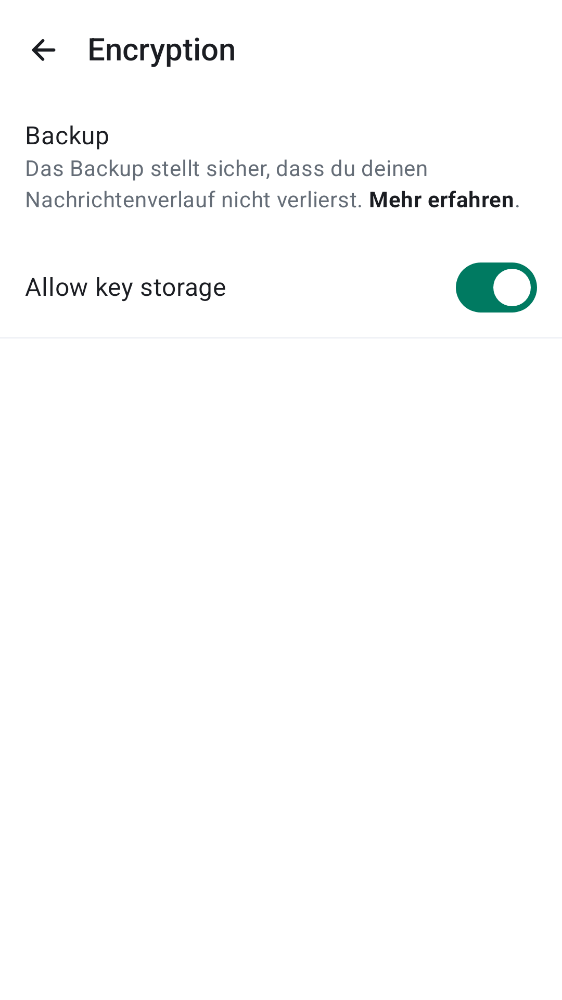 Encryption
Backup
Das Backup stellt sicher, dass du deinen
Nachrichtenverlauf nicht verlierst. Mehr erfahren.
Allow key storage